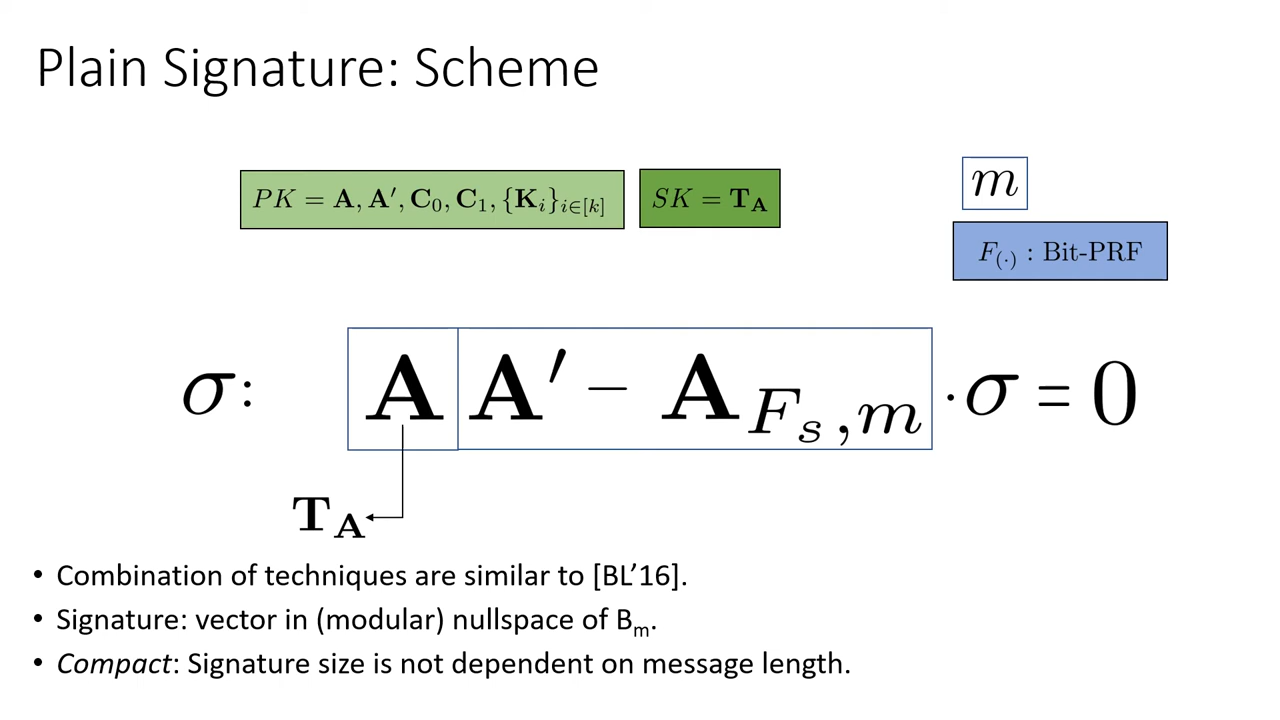 Plain Signature: Scheme
PK = A, A′, C₀, C₁, {Kᵢ}ᵢ∈[k]
SK = T_A
m
F₍.₎ : Bit-PRF
σ: A A′ − A_{F_s,m} · σ = 0
T_A
• Combination of techniques are similar to [BL’16].
• Signature: vector in (modular) nullspace of Bₘ.
• Compact: Signature size is not dependent on message length.